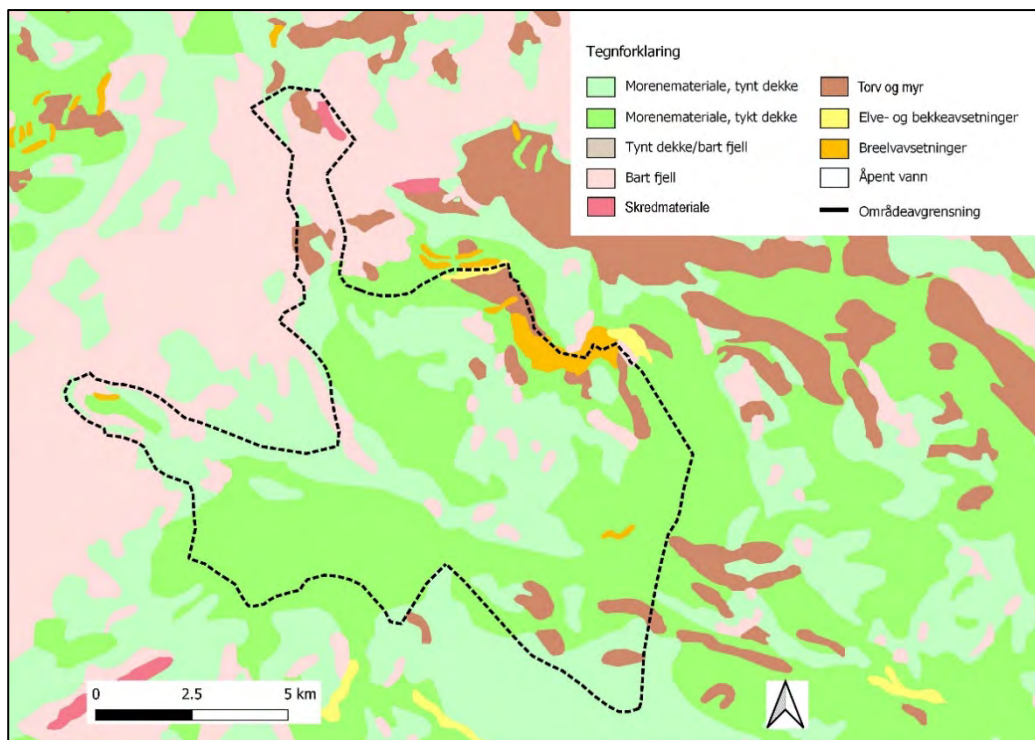 Tegnforklaring
Morenemateriale, tynt dekke
Morenemateriale, tykt dekke
Tynt dekke/bart fjell
Bart fjell
Skredmateriale
Torv og myr
Elve- og bekkeavsetninger
Breelvavsetninger
Åpent vann
Områdeavgrensning
0 2.5 5 km